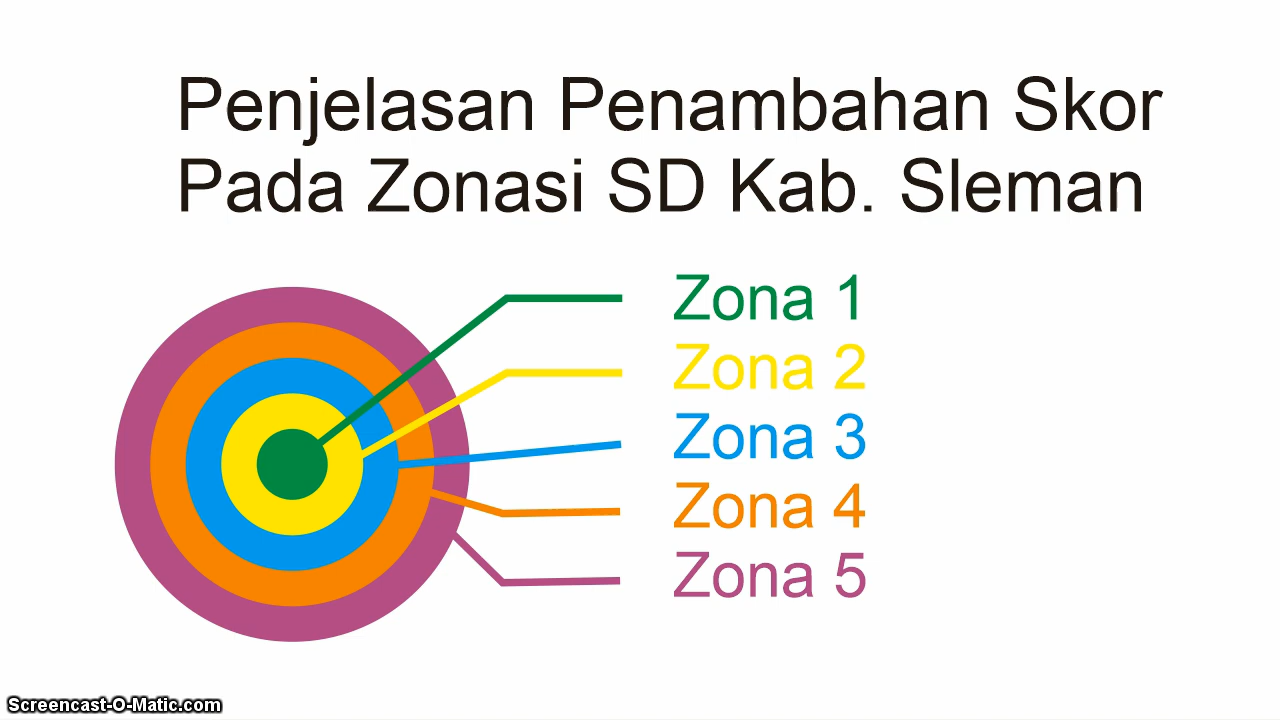 Penjelasan Penambahan Skor
Pada Zonasi SD Kab. Sleman
Zona 1
Zona 2
Zona 3
Zona 4
Zona 5
Screencast-O-Matic.com